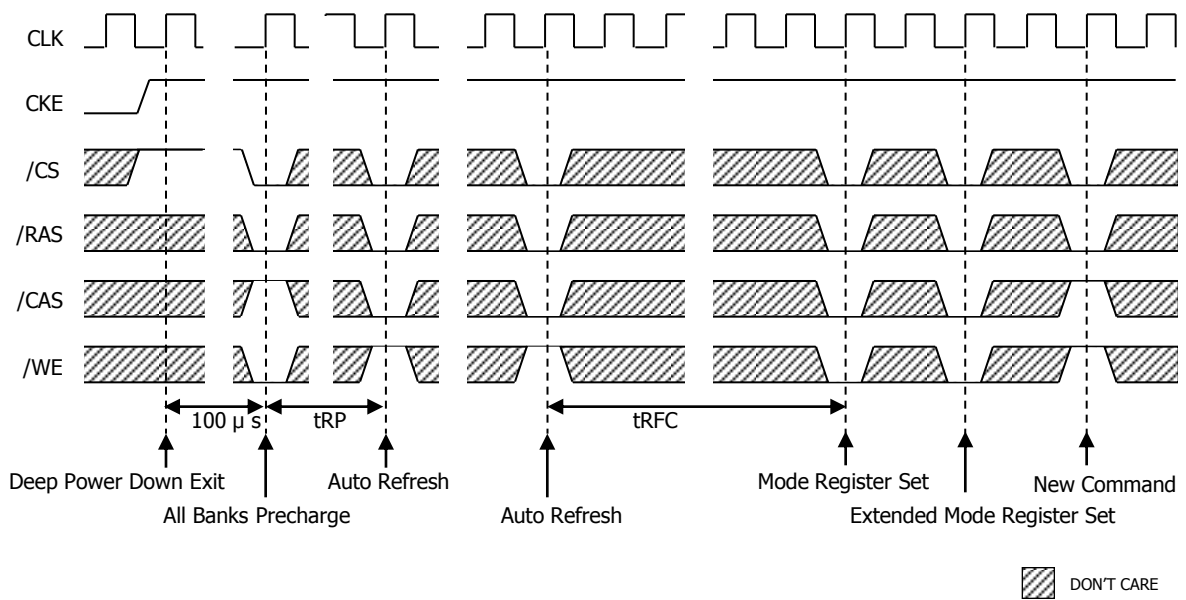 CLK
CKE
/CS
/RAS
/CAS
/WE
100 μ s
tRP
tRFC
Deep Power Down Exit
Auto Refresh
Mode Register Set
New Command
All Banks Precharge
Auto Refresh
Extended Mode Register Set
DON'T CARE